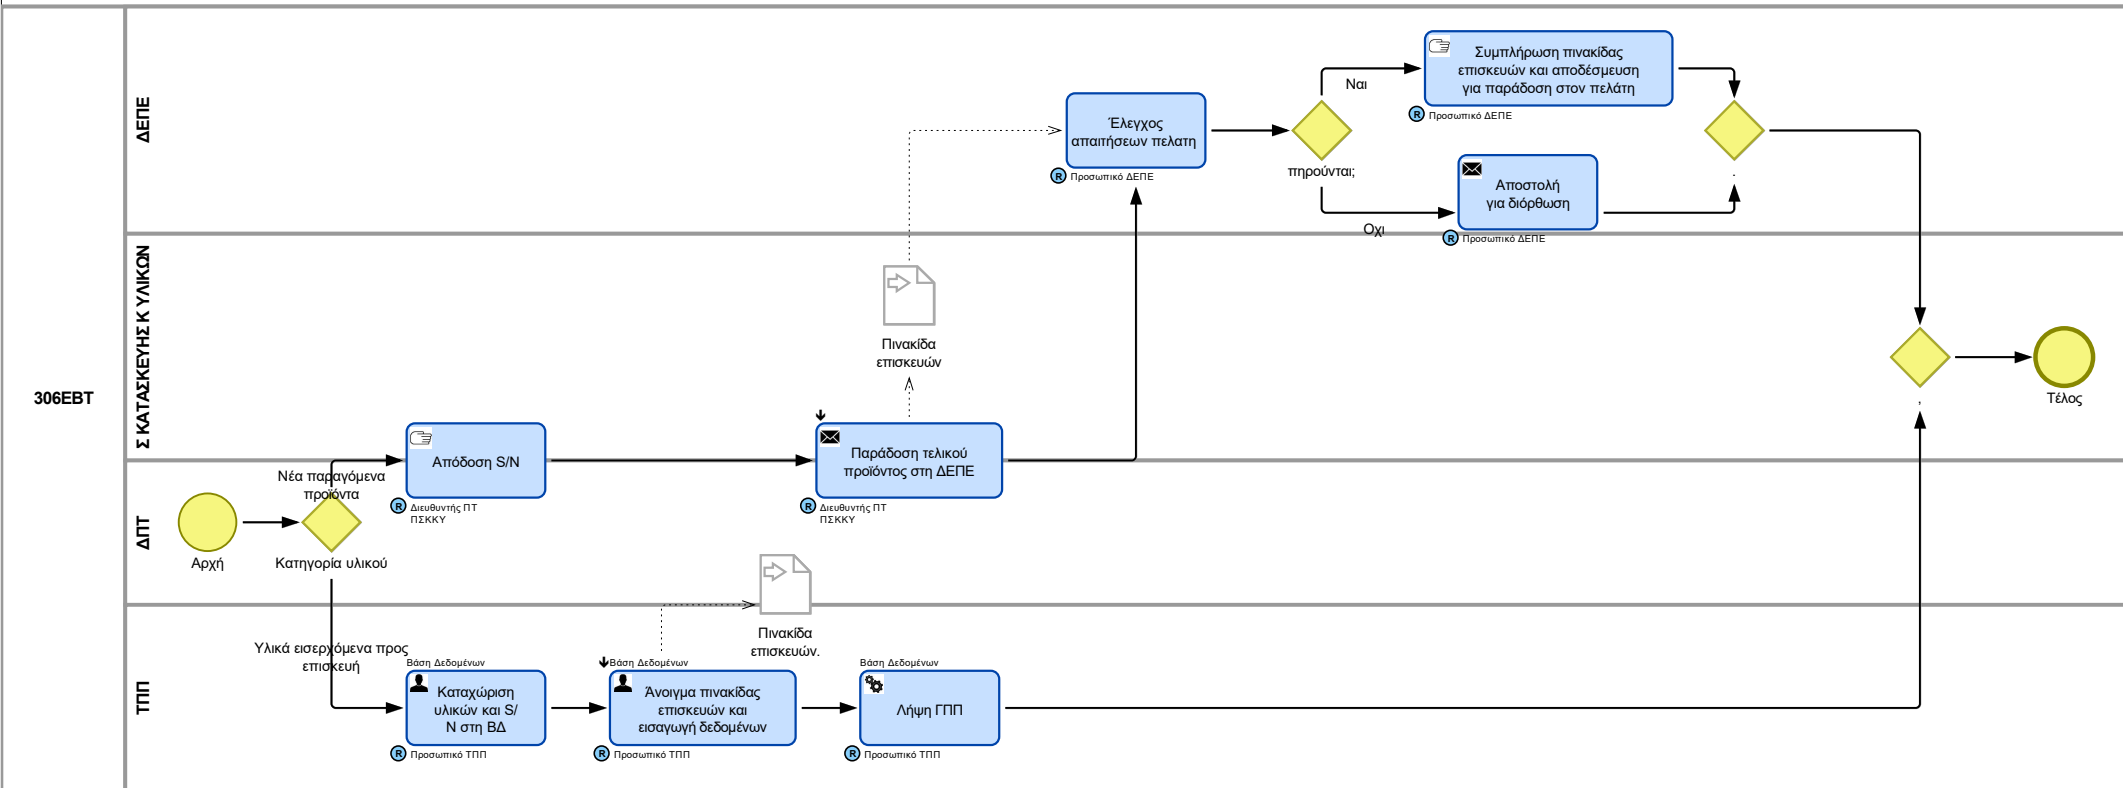 306ΕΒΤ
ΔΕΠΕ
Συμπλήρωση πινακίδας
επισκευών και αποδέσμευση
για παράδοση στον πελάτη
R Προσωπικό ΔΕΠΕ
Ναι
Έλεγχος
απαιτήσεων πελατη
R Προσωπικό ΔΕΠΕ
πηρούνται;
.
Αποστολή
για διόρθωση
Οχι
R Προσωπικό ΔΕΠΕ
Σ ΚΑΤΑΣΚΕΥΗΣ Κ ΥΛΙΚΩΝ
Πινακίδα
επισκευών
,
Τέλος
Απόδοση S/N
R Διευθυντής ΠΤ
ΠΣΚΚΥ
Παράδοση τελικού
προϊόντος στη ΔΕΠΕ
R Διευθυντής ΠΤ
ΠΣΚΚΥ
ΔΠΤ
Νέα παραγόμενα
προϊόντα
Αρχή
Κατηγορία υλικού
Πινακίδα
επισκευών.
ΤΠΠ
Υλικά εισερχόμενα προς
επισκευή
Βάση Δεδομένων
Καταχώριση
υλικών και S/
N στη ΒΔ
R Προσωπικό ΤΠΠ
Βάση Δεδομένων
Άνοιγμα πινακίδας
επισκευών και
εισαγωγή δεδομένων
R Προσωπικό ΤΠΠ
Βάση Δεδομένων
Λήψη ΓΠΠ
R Προσωπικό ΤΠΠ